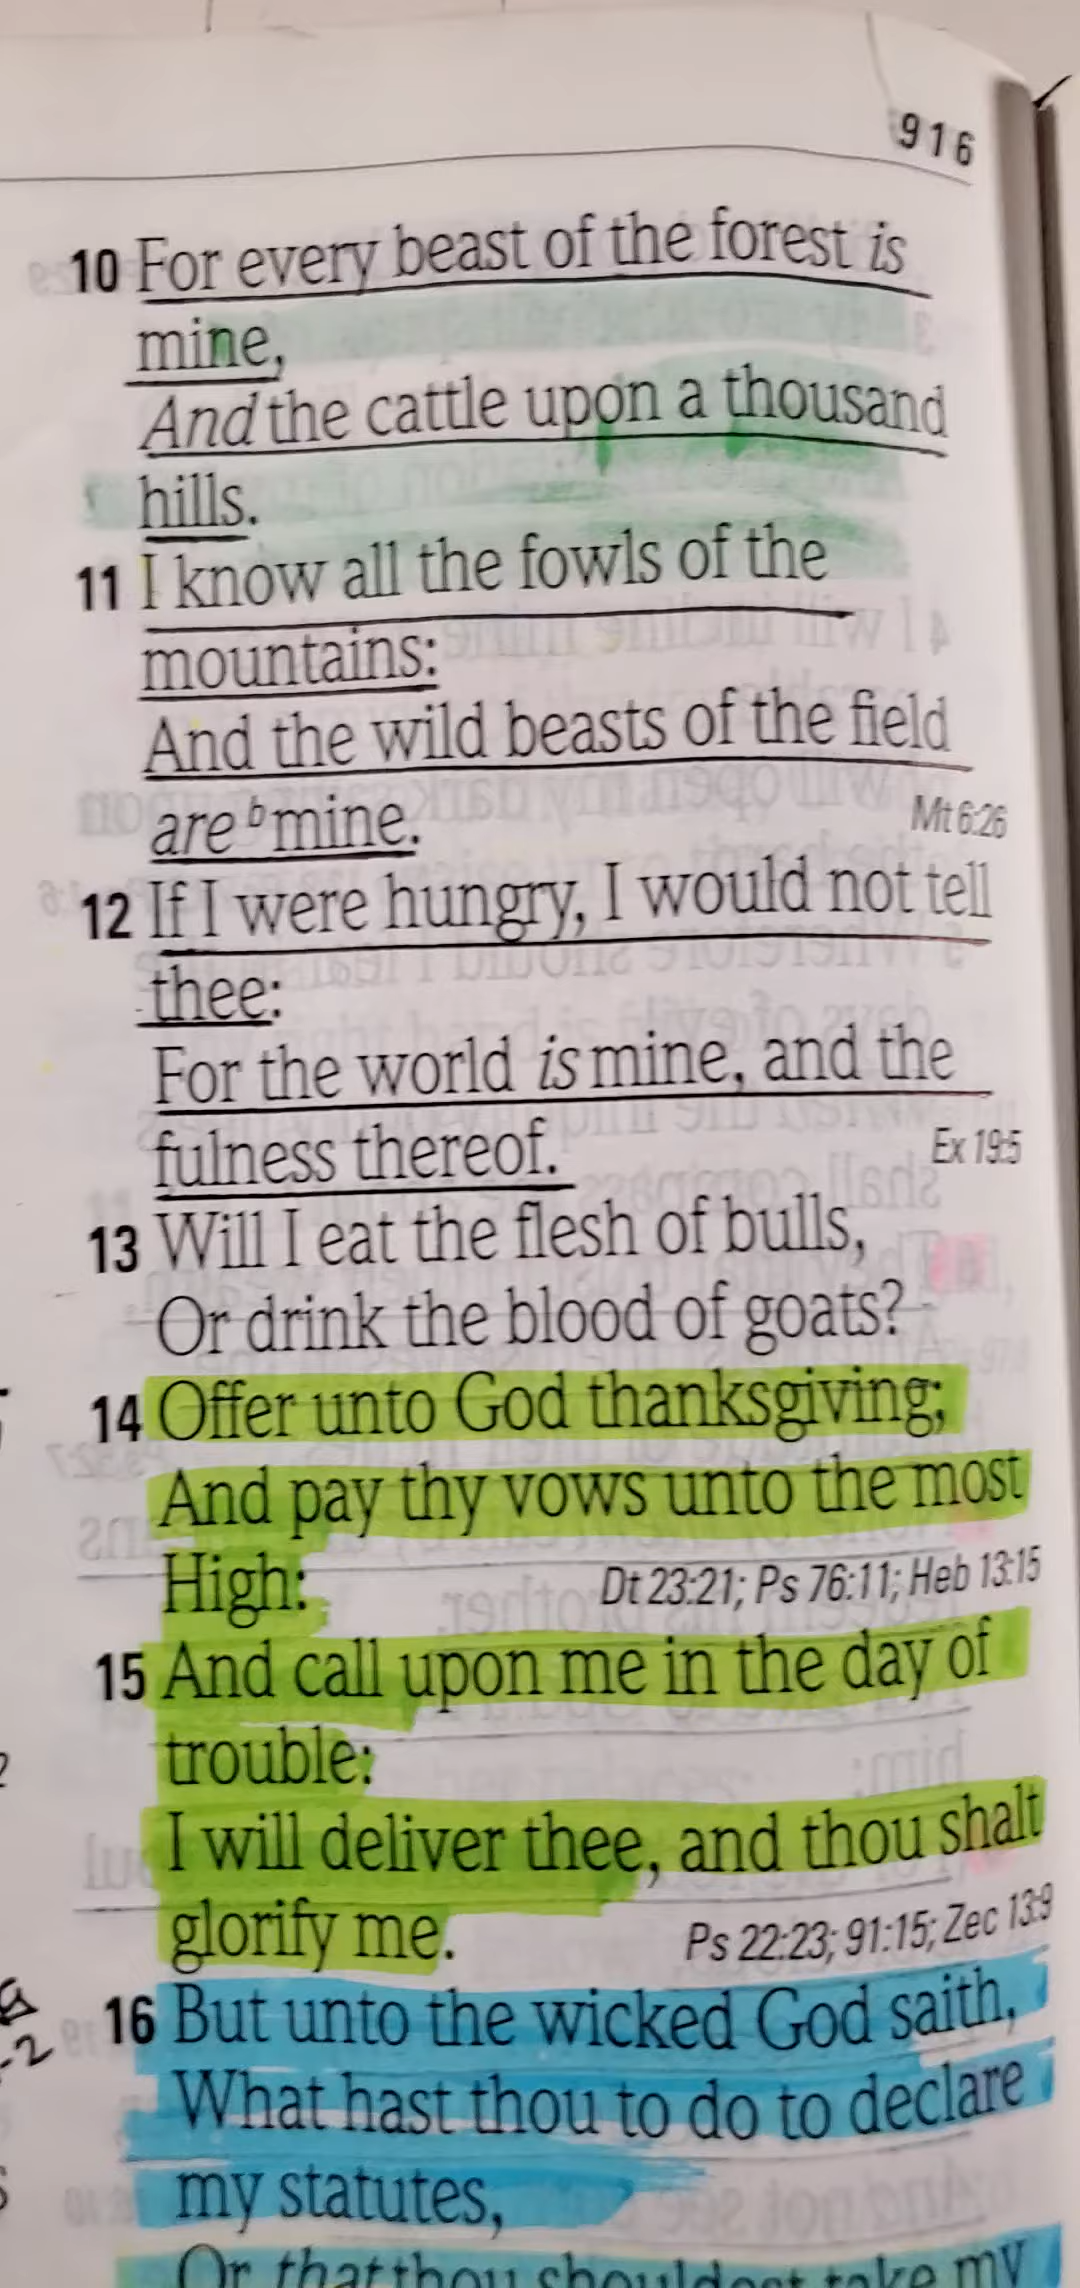 916
10 For every beast of the forest is
mine,
And the cattle upon a thousand
hills.
11 I know all the fowls of the
mountains:
And the wild beasts of the field
are b mine. Mt 6:26
12 If I were hungry, I would not tell
thee:
For the world is mine, and the
fulness thereof. Ex 19:5
13 Will I eat the flesh of bulls,
Or drink the blood of goats?
14 Offer unto God thanksgiving;
And pay thy vows unto the most
High: Dt 23:21; Ps 76:11; Heb 13:15
15 And call upon me in the day of
trouble:
I will deliver thee, and thou shalt
glorify me. Ps 22:23; 91:15; Zec 13:9
16 But unto the wicked God saith,
What hast thou to do to declare
my statutes,
Or that thou shouldest take my